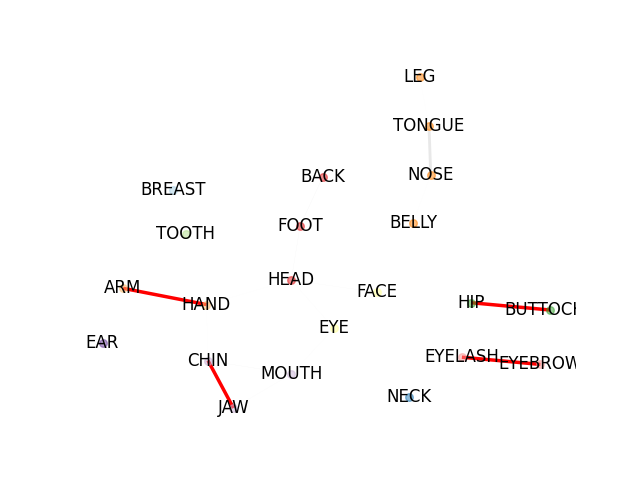 LEG
TONGUE
BACK
NOSE
BREAST
FOOT
BELLY
TOOTH
HEAD
ARM
FACE
HAND
HIP
BUTTOCK
EYE
EAR
CHIN
EYELASH
EYEBROW
MOUTH
NECK
JAW